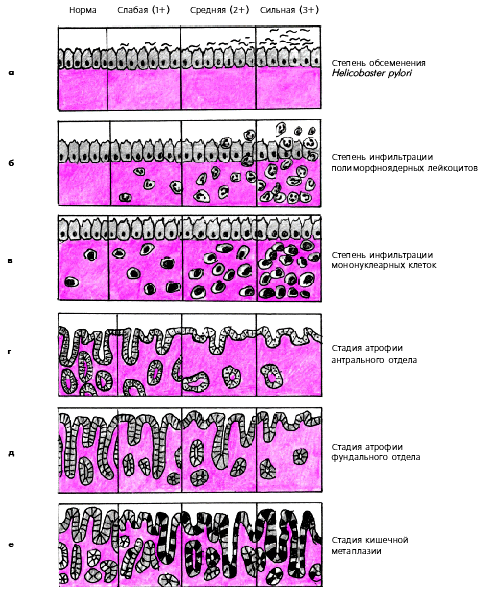 Норма Слабая (1+) Средняя (2+) Сильная (3+)
а
Степень обсеменения
Helicobaster pylori
б
Степень инфильтрации
полиморфноядерных лейкоцитов
в
Степень инфильтрации
мононуклеарных клеток
г
Стадия атрофии
антрального отдела
д
Стадия атрофии
фундального отдела
е
Стадия кишечной
метаплазии